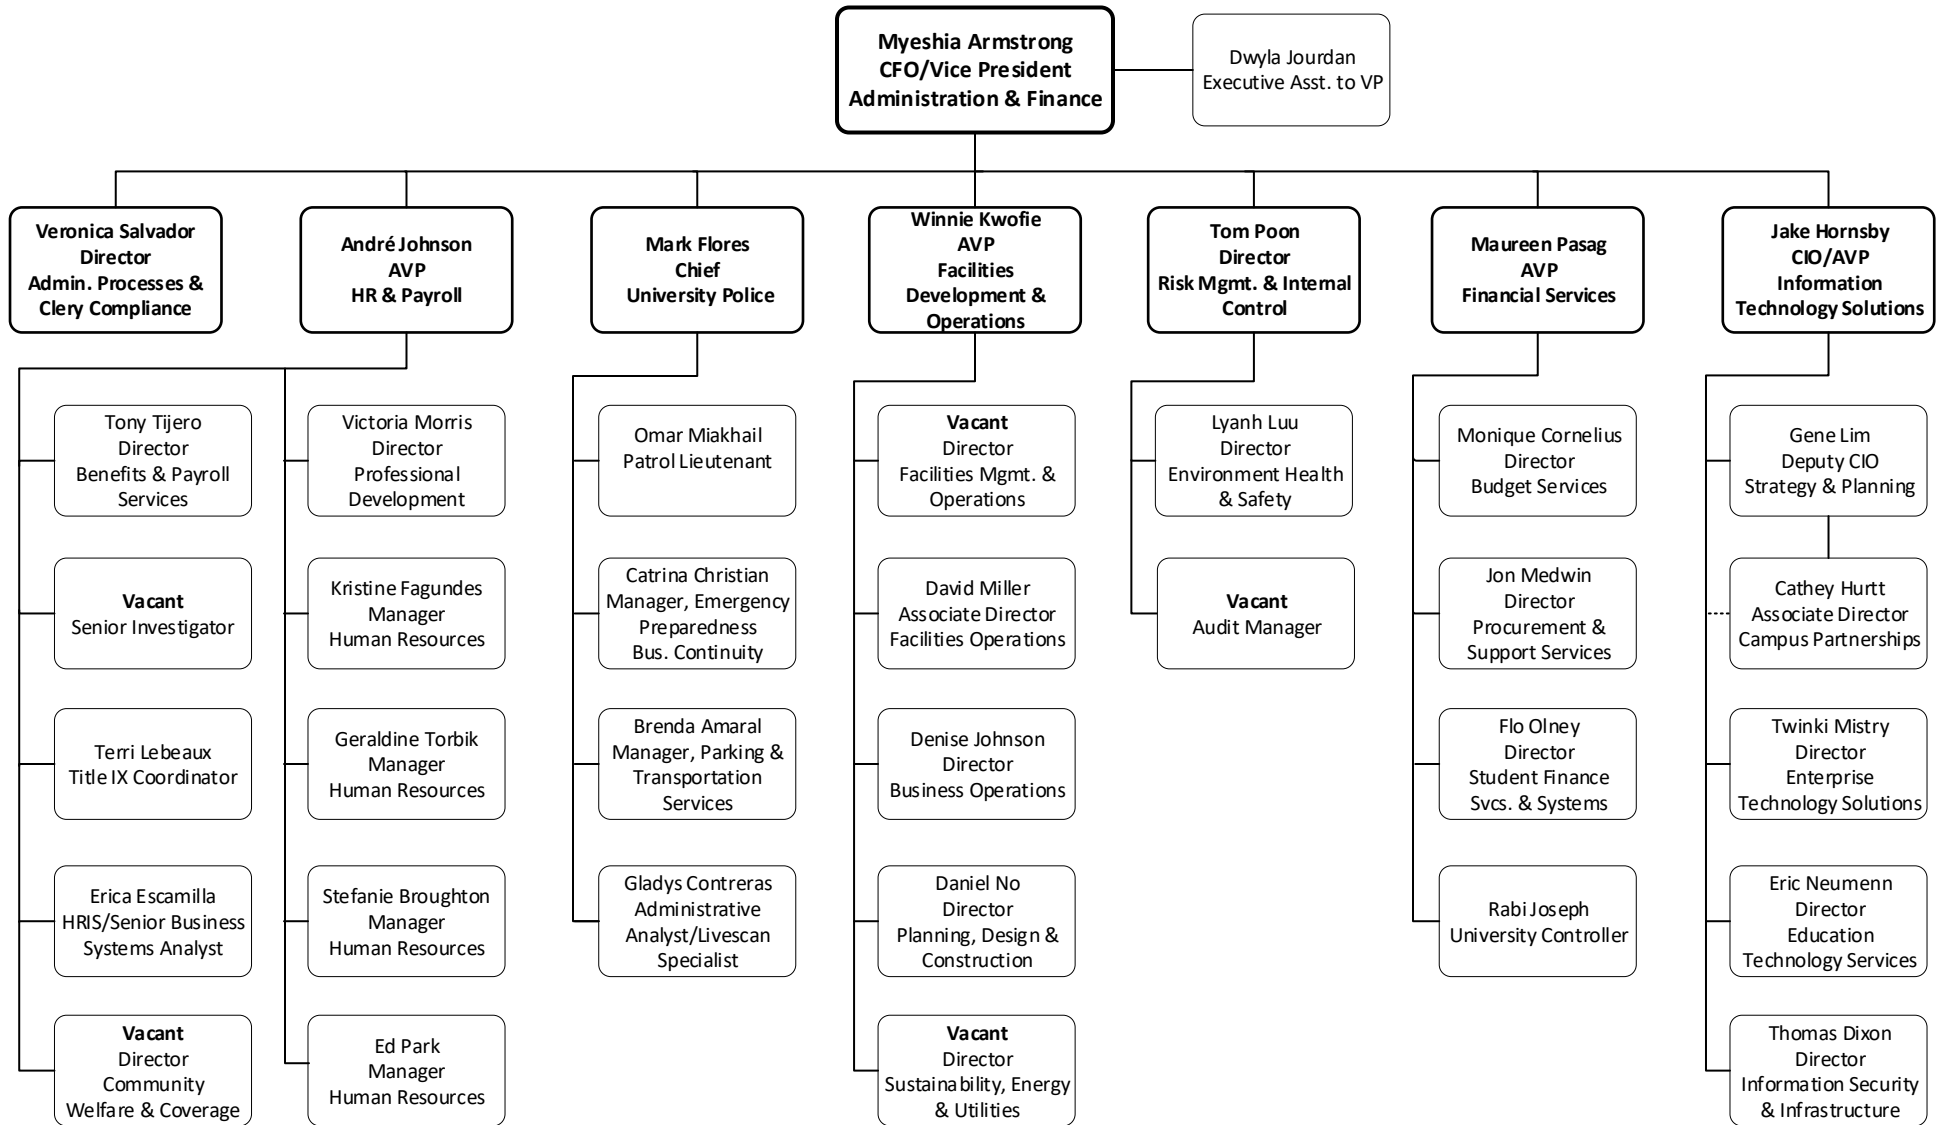 Myeshia Armstrong
CFO/Vice President
Administration & Finance
Dwyla Jourdan
Executive Asst. to VP
Veronica Salvador
Director
Admin. Processes &
Clery Compliance
André Johnson
AVP
HR & Payroll
Mark Flores
Chief
University Police
Winnie Kwofie
AVP
Facilities
Development &
Operations
Tom Poon
Director
Risk Mgmt. & Internal
Control
Maureen Pasag
AVP
Financial Services
Jake Hornsby
CIO/AVP
Information
Technology Solutions
Tony Tijero
Director
Benefits & Payroll
Services
Victoria Morris
Director
Professional
Development
Omar Miakhail
Patrol Lieutenant
Vacant
Director
Facilities Mgmt. &
Operations
Lyanh Luu
Director
Environment Health
& Safety
Monique Cornelius
Director
Budget Services
Gene Lim
Deputy CIO
Strategy & Planning
Vacant
Senior Investigator
Kristine Fagundes
Manager
Human Resources
Catrina Christian
Manager, Emergency
Preparedness
Bus. Continuity
David Miller
Associate Director
Facilities Operations
Vacant
Audit Manager
Jon Medwin
Director
Procurement &
Support Services
Cathey Hurtt
Associate Director
Campus Partnerships
Terri Lebeaux
Title IX Coordinator
Geraldine Torbik
Manager
Human Resources
Brenda Amaral
Manager, Parking &
Transportation
Services
Denise Johnson
Director
Business Operations
Flo Olney
Director
Student Finance
Svcs. & Systems
Twinki Mistry
Director
Enterprise
Technology Solutions
Erica Escamilla
HRIS/Senior Business
Systems Analyst
Stefanie Broughton
Manager
Human Resources
Gladys Contreras
Administrative
Analyst/Livescan
Specialist
Daniel No
Director
Planning, Design &
Construction
Rabi Joseph
University Controller
Eric Neumenn
Director
Education
Technology Services
Vacant
Director
Community
Welfare & Coverage
Ed Park
Manager
Human Resources
Vacant
Director
Sustainability, Energy
& Utilities
Thomas Dixon
Director
Information Security
& Infrastructure